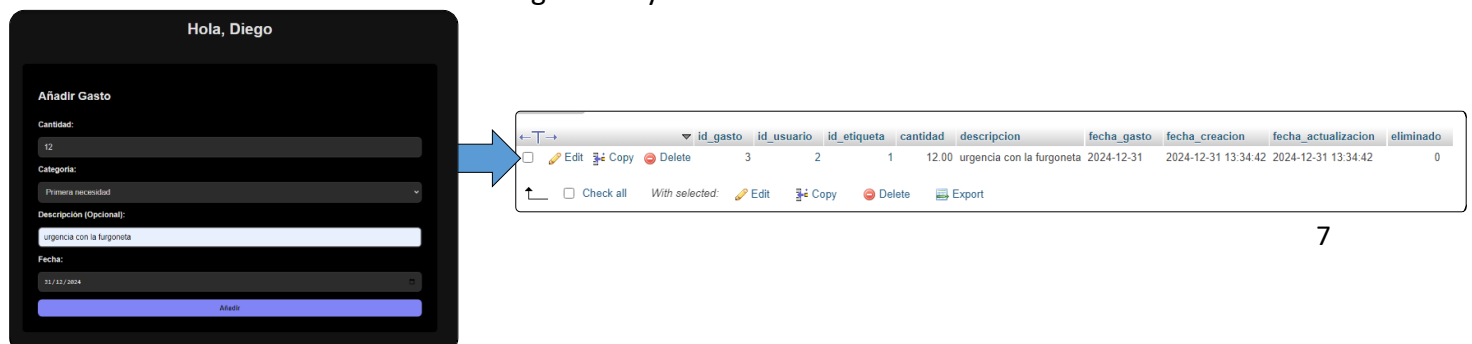 Hola, Diego
Añadir Gasto
Cantidad:
12
Categoría:
Primera necesidad
Descripción (Opcional):
urgencia con la furgoneta
Fecha:
31/12/2024
Añadir
id_gasto id_usuario id_etiqueta cantidad descripcion fecha_gasto fecha_creacion fecha_actualizacion eliminado
Edit Copy Delete 3 2 1 12.00 urgencia con la furgoneta 2024-12-31 2024-12-31 13:34:42 2024-12-31 13:34:42 0
Check all With selected: Edit Copy Delete Export
7